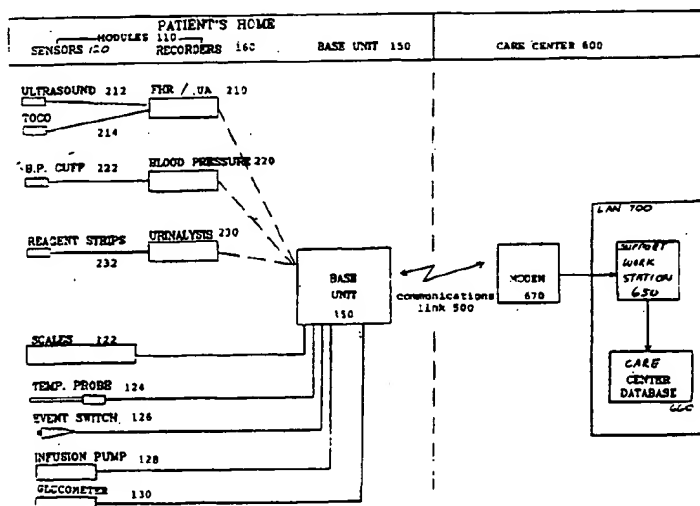 PATIENT'S HOME
MODULES 110
SENSORS 120 RECORDERS 160 BASE UNIT 150 CARE CENTER 600
ULTRASOUND 212 FHR / UA 210
TOCO
214
B.P. CUFF 222 BLOOD PRESSURE 220
REAGENT STRIPS URINALYSIS 230
232
LAN 700
SUPPORT
WORK
STATION
650
BASE
UNIT
150
communications
link 500
MODEM
670
SCALES 122
CARE
CENTER
DATABASE
660
TEMP. PROBE 124
EVENT SWITCH 126
INFUSION PUMP 128
GLUCOMETER 130